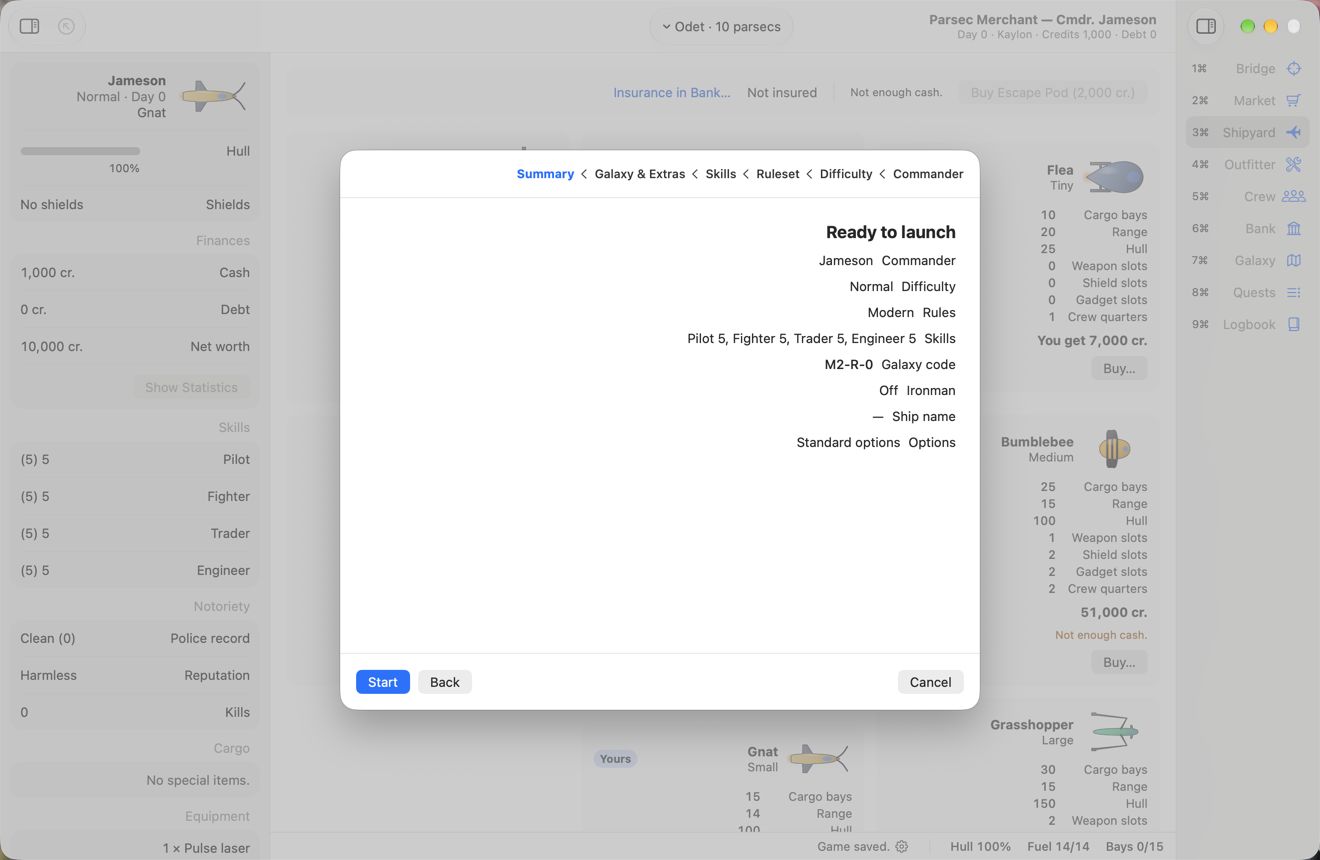 Odet · 10 parsecs
Parsec Merchant — Cmdr. Jameson
Day 0 · Kaylon · Credits 1,000 · Debt 0
1⌘ Bridge
2⌘ Market
3⌘ Shipyard
4⌘ Outfitter
5⌘ Crew
6⌘ Bank
7⌘ Galaxy
8⌘ Quests
9⌘ Logbook
Jameson
Normal · Day 0
Gnat
Hull
100%
No shields Shields
Finances
1,000 cr. Cash
0 cr. Debt
10,000 cr. Net worth
Show Statistics
Skills
(5) 5 Pilot
(5) 5 Fighter
(5) 5 Trader
(5) 5 Engineer
Notoriety
Clean (0) Police record
Harmless Reputation
0 Kills
Cargo
No special items.
Equipment
1 × Pulse laser
Insurance in Bank... Not insured Not enough cash. Buy Escape Pod (2,000 cr.)
Summary Galaxy & Extras Skills Ruleset Difficulty Commander
Ready to launch
Jameson Commander
Normal Difficulty
Modern Rules
Pilot 5, Fighter 5, Trader 5, Engineer 5 Skills
M2-R-0 Galaxy code
Off Ironman
— Ship name
Standard options Options
Start Back Cancel
Flea
Tiny
10 Cargo bays
20 Range
25 Hull
0 Weapon slots
0 Shield slots
0 Gadget slots
1 Crew quarters
You get 7,000 cr.
Buy...
Bumblebee
Medium
25 Cargo bays
15 Range
100 Hull
1 Weapon slots
2 Shield slots
2 Gadget slots
2 Crew quarters
51,000 cr.
Not enough cash.
Buy...
Yours
Gnat
Small
15 Cargo bays
14 Range
100 Hull
Grasshopper
Large
30 Cargo bays
15 Range
150 Hull
2 Weapon slots
Game saved. Hull 100% Fuel 14/14 Bays 0/15